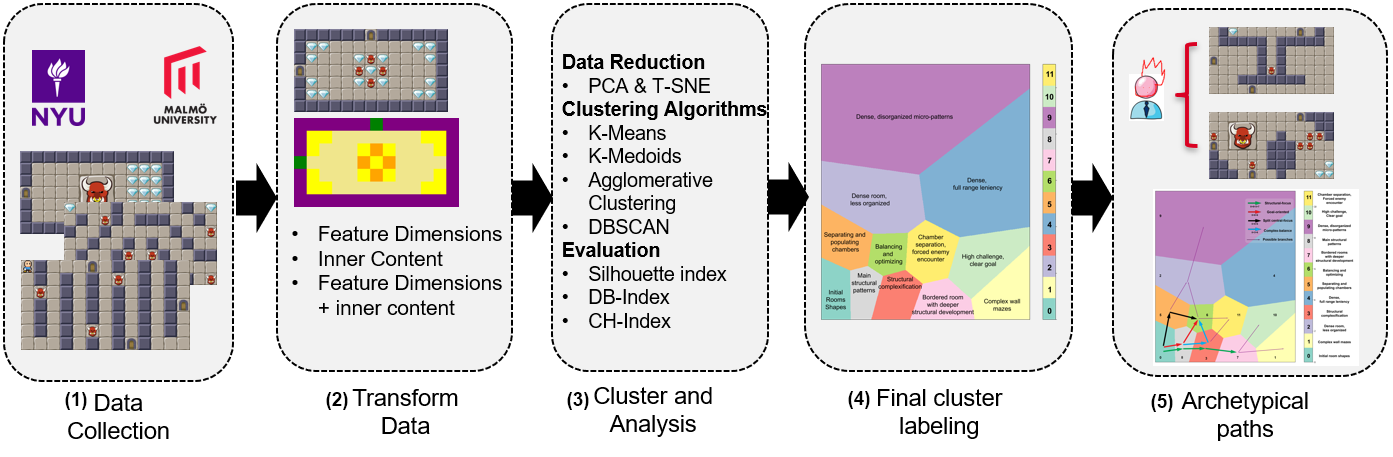 NYU
MALMÖ
UNIVERSITY
(1) Data
Collection
• Feature Dimensions
• Inner Content
• Feature Dimensions
+ inner content
(2) Transform
Data
Data Reduction
• PCA & T-SNE
Clustering Algorithms
• K-Means
• K-Medoids
• Agglomerative
Clustering
• DBSCAN
Evaluation
• Silhouette index
• DB-Index
• CH-Index
(3) Cluster and
Analysis
Dense, disorganized micro-patterns
Dense,
full range leniency
Dense room,
less organized
Separating and
populating
chambers
Balancing
and
optimizing
Chamber
separation,
forced enemy
encounter
High challenge,
clear goal
Initial
Rooms
Shapes
Main
structural
patterns
Structural
complexification
Bordered room
with deeper
structural development
Complex wall
mazes
11
10
9
8
7
6
5
4
3
2
1
0
(4) Final cluster
labeling
Structural-focus
Goal-oriented
Split central-focus
Complex-balance
Possible branches
11 Chamber separation,
Forced enemy
encounter
10 High challenge,
Clear goal
9 Dense, disorganized
micro-patterns
8 Main structural
patterns
7 Bordered rooms
with deeper
structural development
6 Balancing and
optimizing
5 Separating and
populating chambers
4 Dense,
full range leniency
3 Structural
complexification
2 Dense room,
less organized
1 Complex wall mazes
0 Initial room shapes
(5) Archetypical
paths